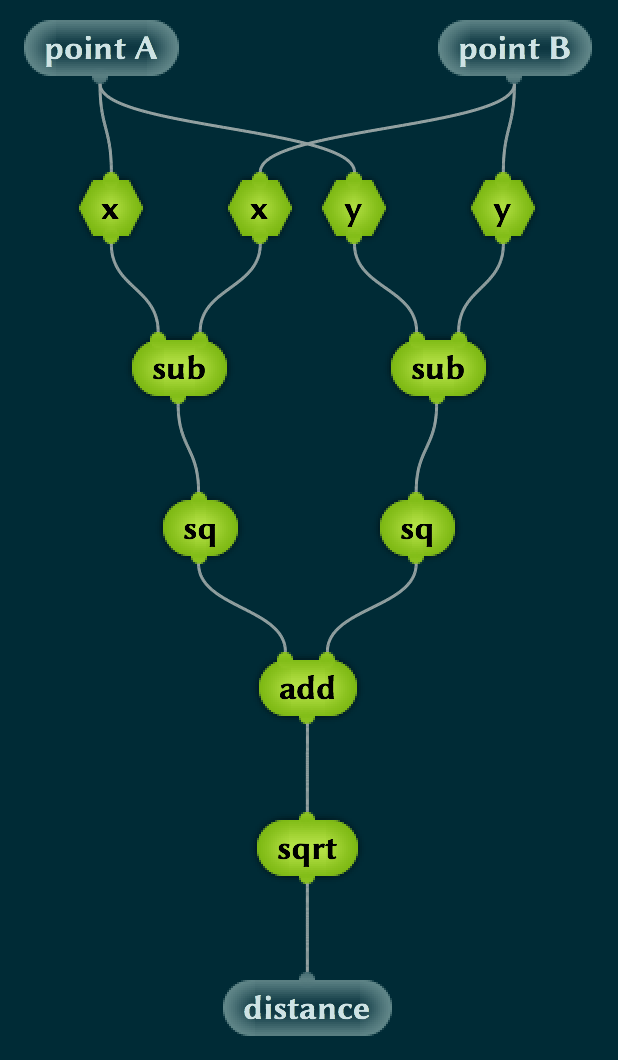 point A
point B
x
x
y
y
sub
sub
sq
sq
add
sqrt
distance